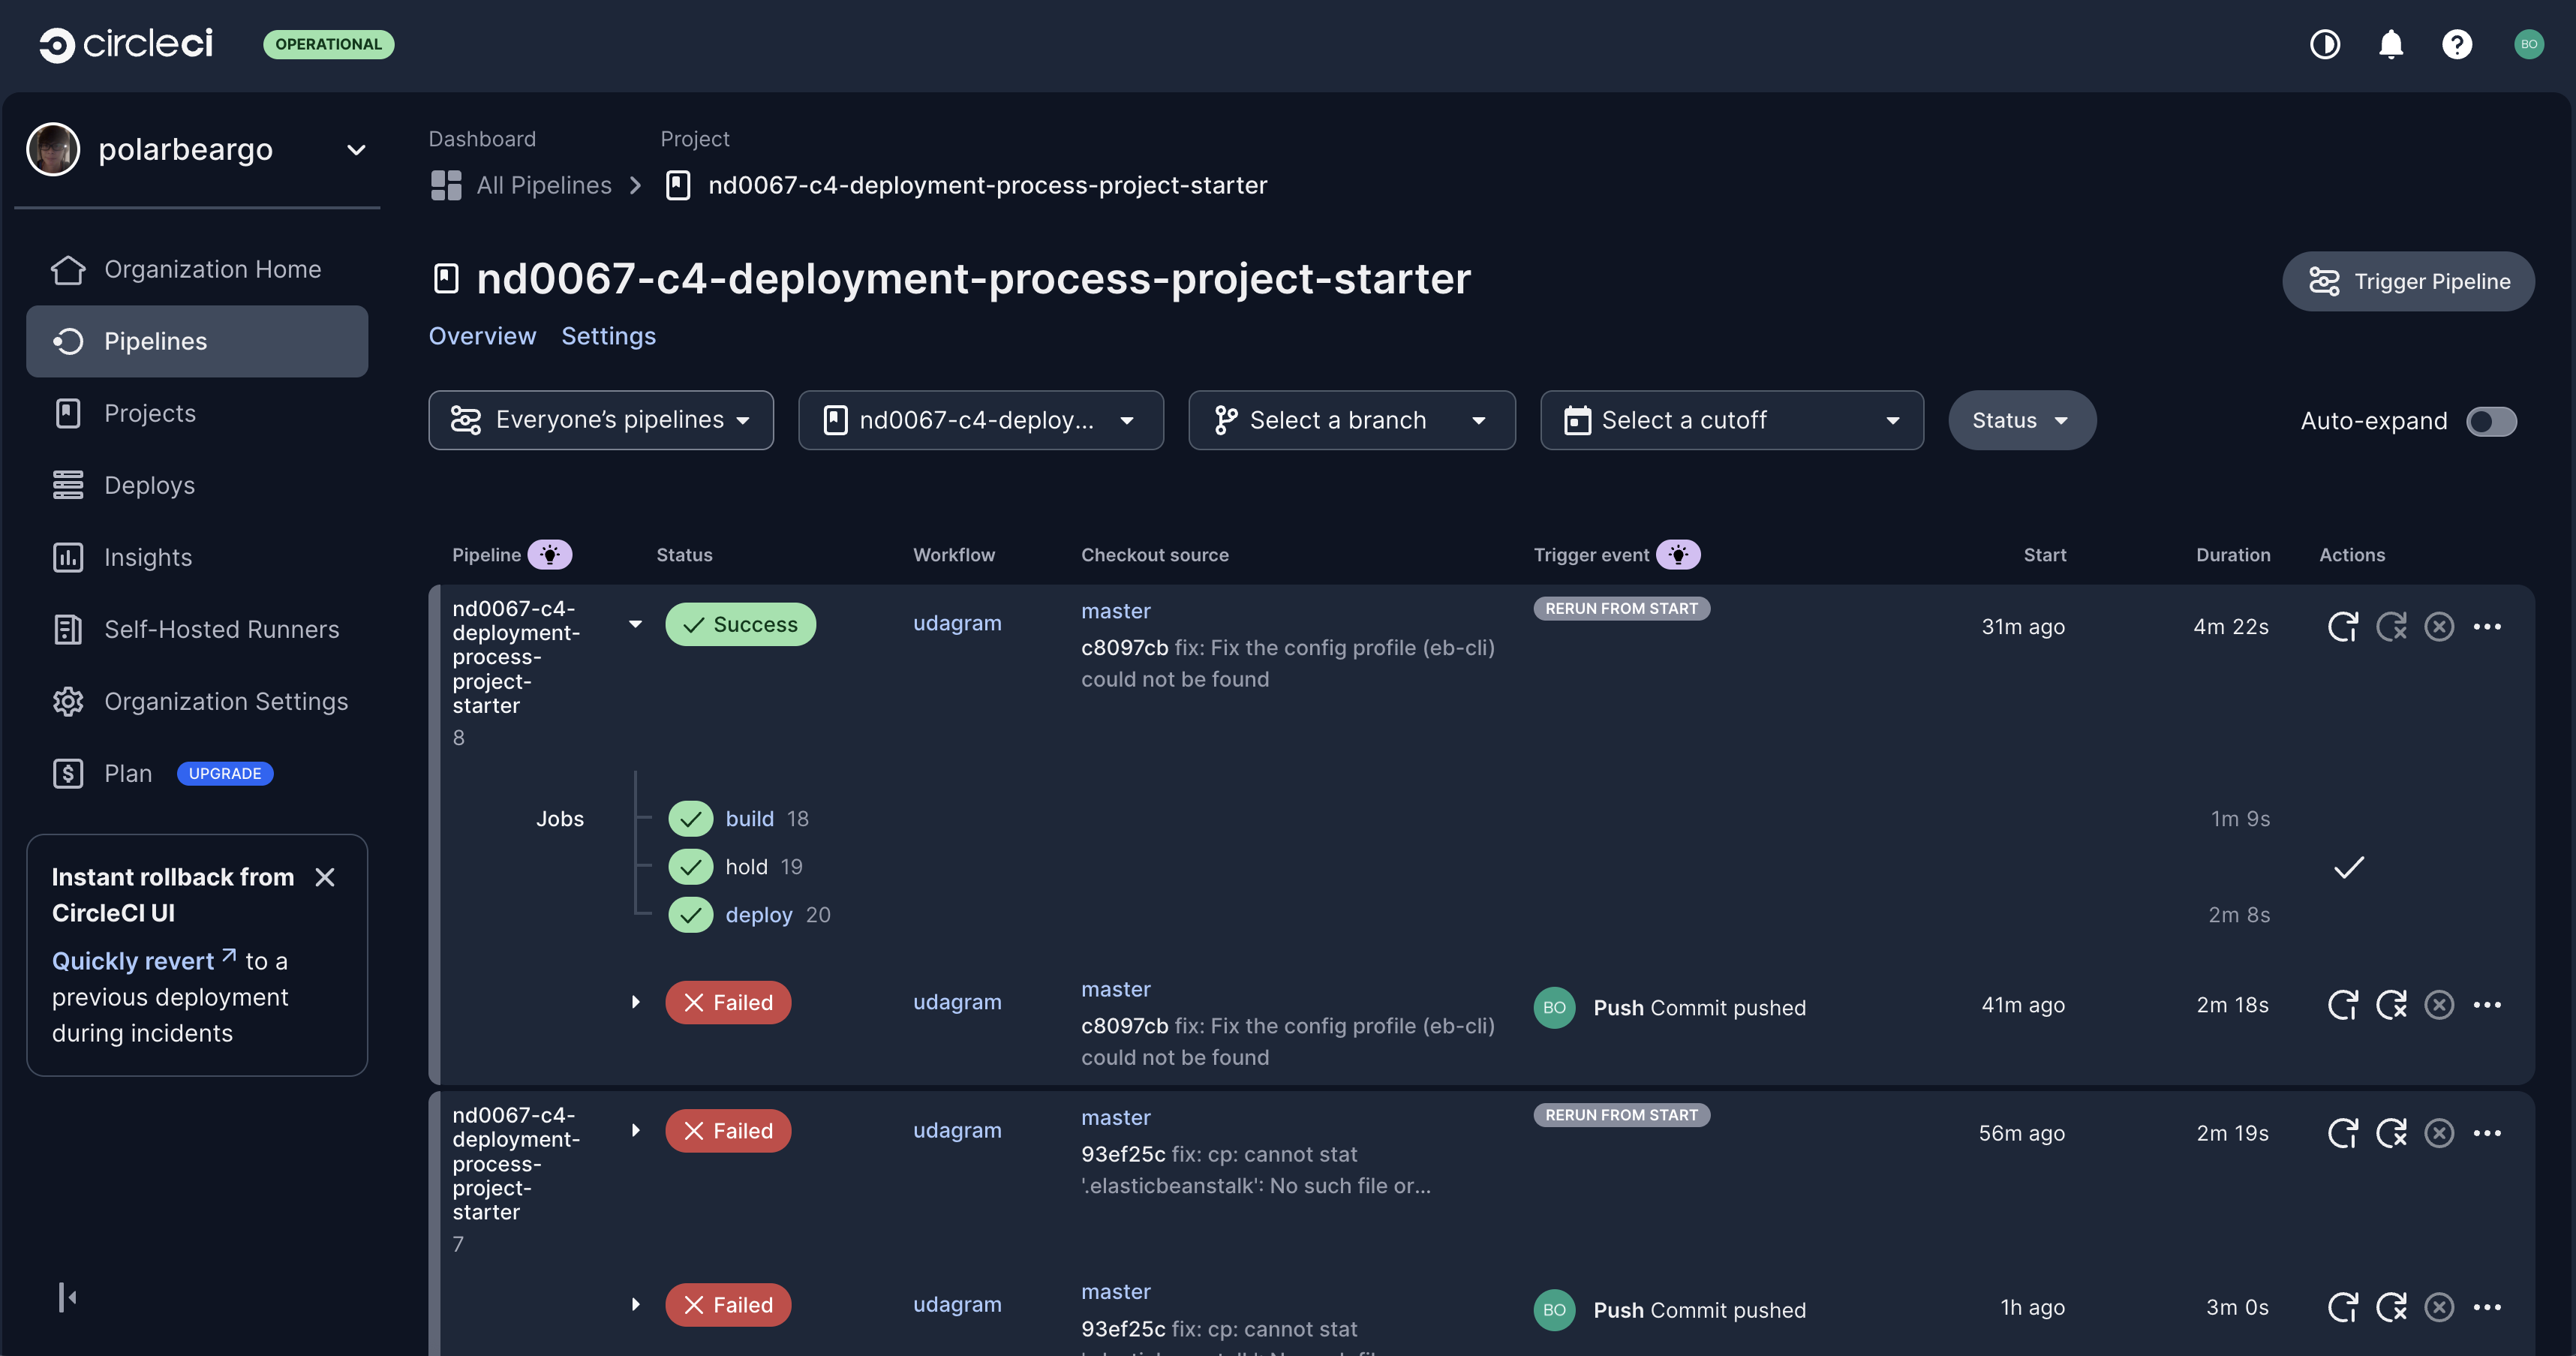 circleci
OPERATIONAL
BO
polarbeargo
Organization Home
Pipelines
Projects
Deploys
Insights
Self-Hosted Runners
Organization Settings
Plan UPGRADE
Instant rollback from
CircleCI UI
Quickly revert to a
previous deployment
during incidents
Dashboard Project
All Pipelines nd0067-c4-deployment-process-project-starter
nd0067-c4-deployment-process-project-starter
Trigger Pipeline
Overview Settings
Everyone’s pipelines nd0067-c4-deploy... Select a branch Select a cutoff Status Auto-expand
Pipeline Status Workflow Checkout source Trigger event Start Duration Actions
nd0067-c4-
deployment-
process-
project-
starter
8
Success udagram
master
c8097cb fix: Fix the config profile (eb-cli)
could not be found
RERUN FROM START
31m ago 4m 22s
Jobs
build 18 1m 9s
hold 19
deploy 20 2m 8s
Failed udagram
master
c8097cb fix: Fix the config profile (eb-cli)
could not be found
BO Push Commit pushed
41m ago 2m 18s
nd0067-c4-
deployment-
process-
project-
starter
7
Failed udagram
master
93ef25c fix: cp: cannot stat
'.elasticbeanstalk': No such file or...
RERUN FROM START
56m ago 2m 19s
Failed udagram
master
93ef25c fix: cp: cannot stat
BO Push Commit pushed
1h ago 3m 0s